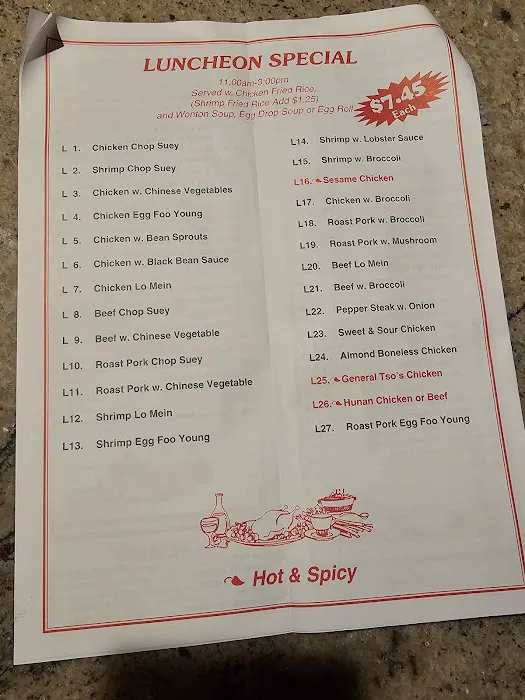 LUNCHEON SPECIAL
11:00am-3:00pm
Served w. Chicken Fried Rice,
(Shrimp Fried Rice Add $1.25)
and Wonton Soup, Egg Drop Soup or Egg Roll
$7.45
Each
L 1. Chicken Chop Suey
L 2. Shrimp Chop Suey
L 3. Chicken w. Chinese Vegetables
L 4. Chicken Egg Foo Young
L 5. Chicken w. Bean Sprouts
L 6. Chicken w. Black Bean Sauce
L 7. Chicken Lo Mein
L 8. Beef Chop Suey
L 9. Beef w. Chinese Vegetable
L10. Roast Pork Chop Suey
L11. Roast Pork w. Chinese Vegetable
L12. Shrimp Lo Mein
L13. Shrimp Egg Foo Young
L14. Shrimp w. Lobster Sauce
L15. Shrimp w. Broccoli
L16. Sesame Chicken
L17. Chicken w. Broccoli
L18. Roast Pork w. Broccoli
L19. Roast Pork w. Mushroom
L20. Beef Lo Mein
L21. Beef w. Broccoli
L22. Pepper Steak w. Onion
L23. Sweet & Sour Chicken
L24. Almond Boneless Chicken
L25. General Tso's Chicken
L26. Hunan Chicken or Beef
L27. Roast Pork Egg Foo Young
Hot & Spicy